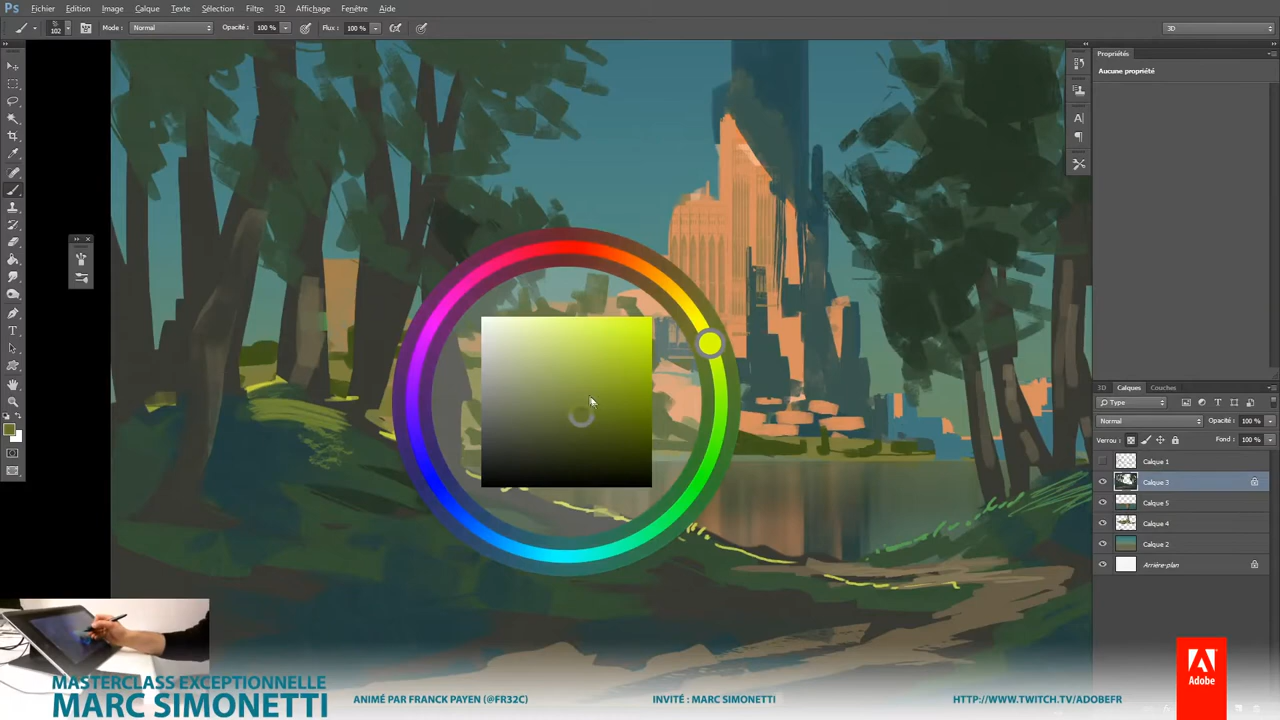 Ps Fichier Edition Image Calque Texte Sélection Filtre 3D Affichage Fenêtre Aide
102 Mode : Normal Opacité : 100 % Flux : 100 % 3D
Propriétés
Aucune propriété
3D Calques Couches
Type
Normal Opacité : 100 %
Verrou : Fond : 100 %
Calque 1
Calque 3
Calque 5
Calque 4
Calque 2
Arrière-plan
MASTERCLASS EXCEPTIONNELLE
MARC SIMONETTI
ANIMÉ PAR FRANCK PAYEN (@FR32C)
INVITÉ : MARC SIMONETTI
HTTP://WWW.TWITCH.TV/ADOBEFR
Adobe